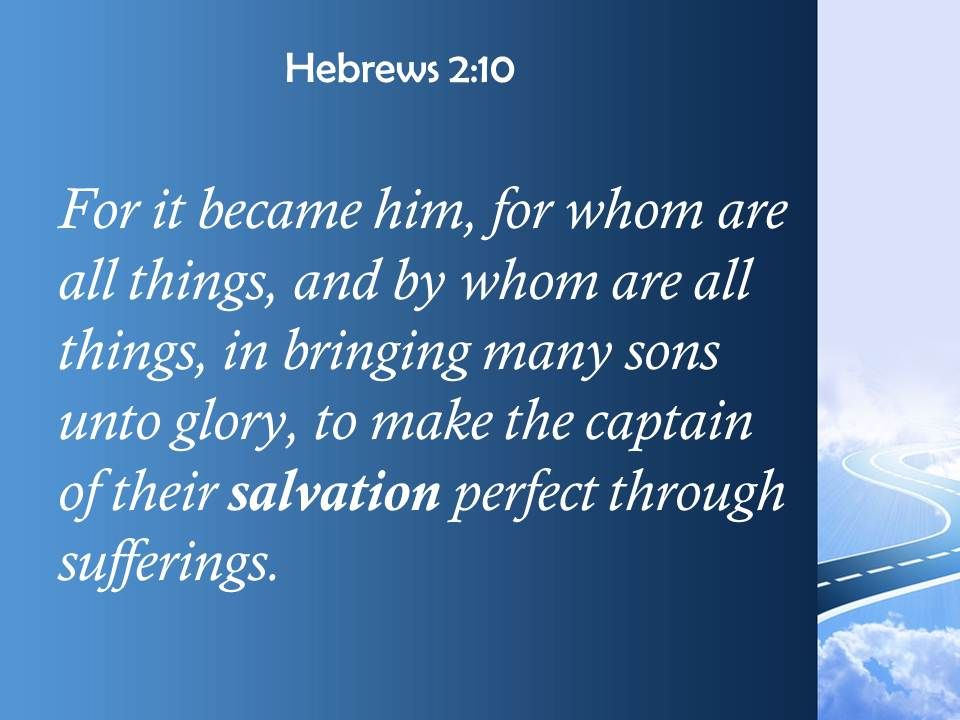 Hebrews 2:10
For it became him, for whom are
all things, and by whom are all
things, in bringing many sons
unto glory, to make the captain
of their salvation perfect through
sufferings.